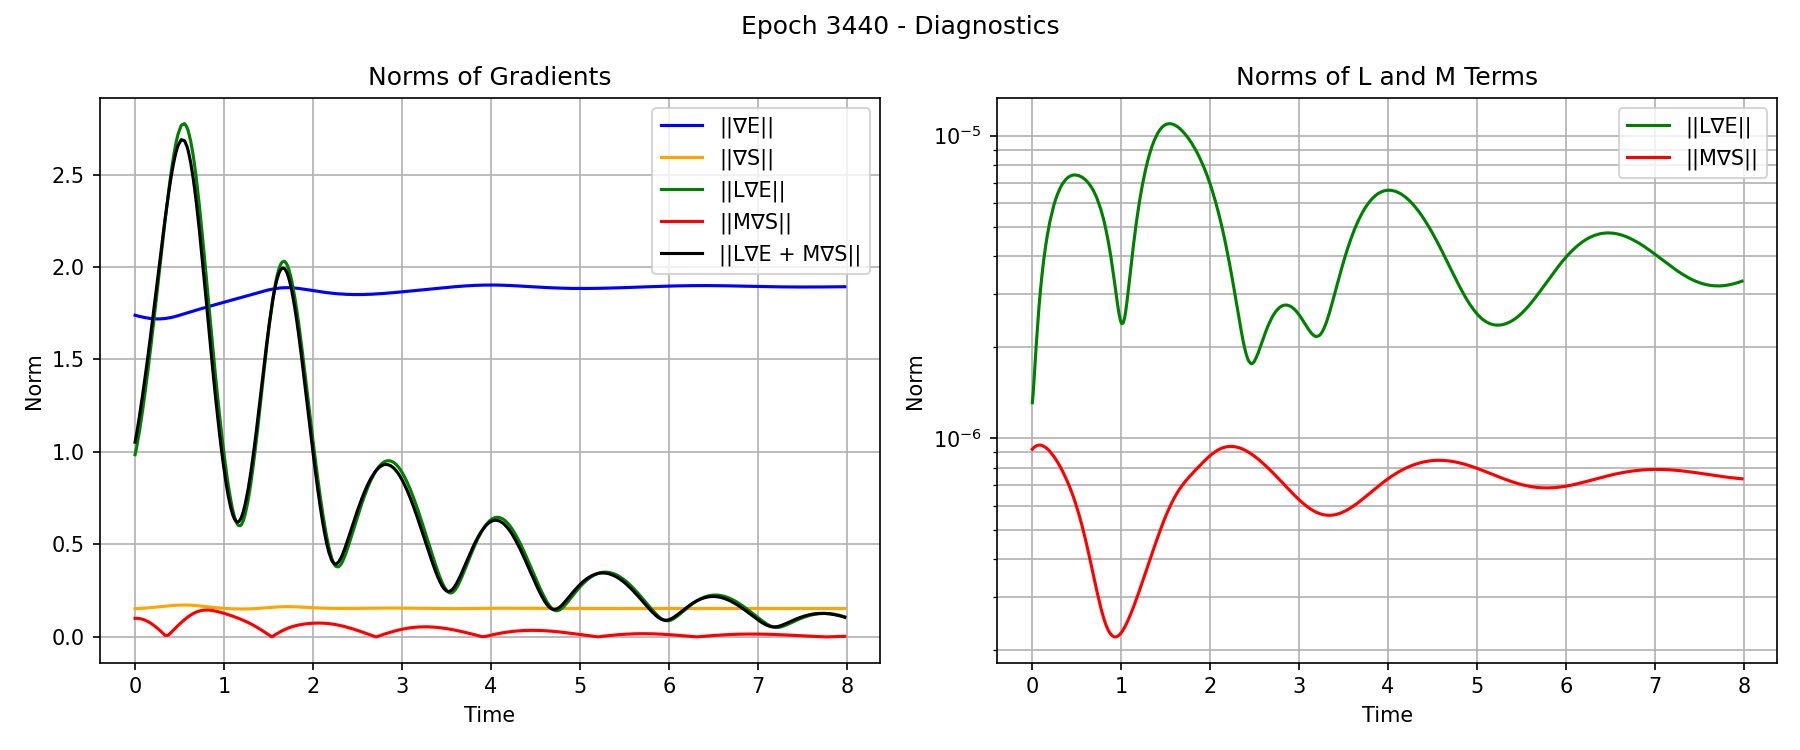 Epoch 3440 - Diagnostics
Norms of Gradients
Norm
2.5
2.0
1.5
1.0
0.5
0.0
||∇E||
||∇S||
||L∇E||
||M∇S||
||L∇E + M∇S||
0 1 2 3 4 5 6 7 8
Time
Norms of L and M Terms
Norm
10⁻⁵
10⁻⁶
||L∇E||
||M∇S||
0 1 2 3 4 5 6 7 8
Time